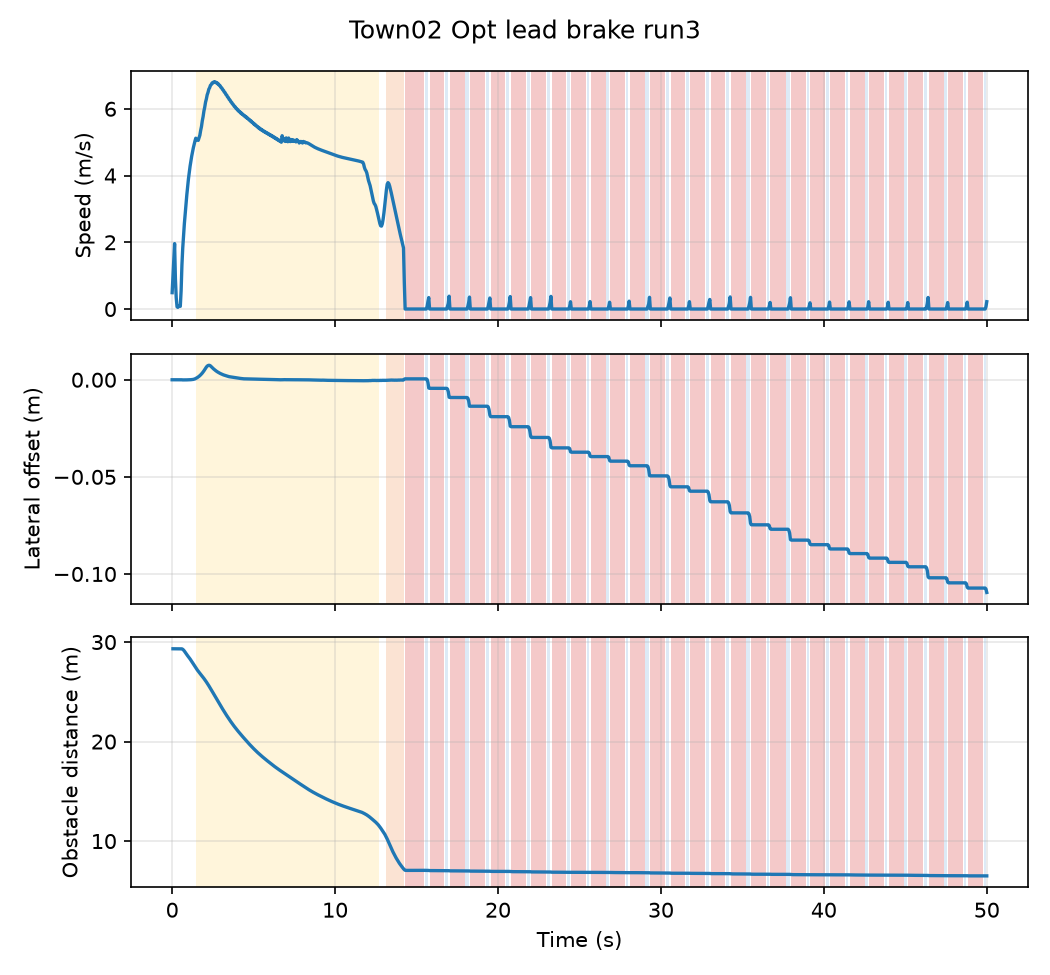 Town02 Opt lead brake run3
Speed (m/s)
6
4
2
0
Lateral offset (m)
0.00
−0.05
−0.10
Obstacle distance (m)
30
20
10
0 10 20 30 40 50
Time (s)